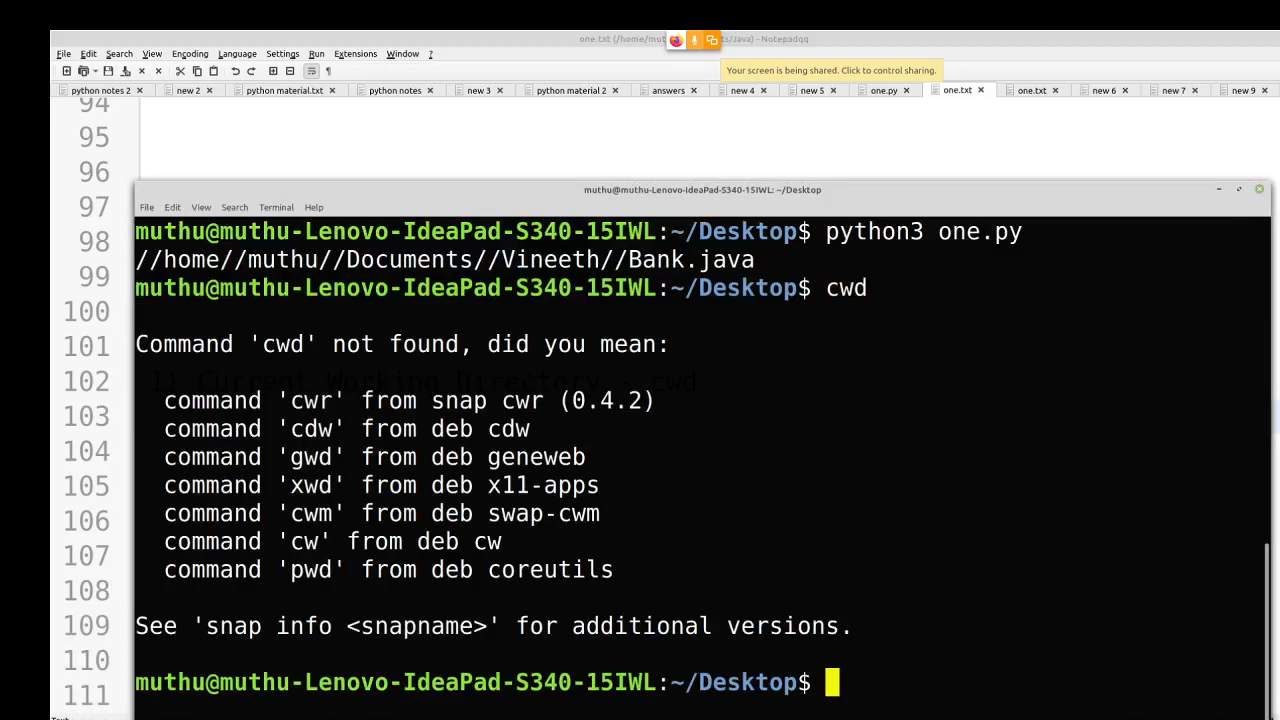 one.txt (/home/mut ts/Java) - Notepadqq
File Edit Search View Encoding Language Settings Run Extensions Window ?
Your screen is being shared. Click to control sharing.
python notes 2 new 2 python material.txt python notes new 3 python material 2 answers new 4 new 5 one.py one.txt one.txt new 6 new 7 new 9
94
95
96
97
98
99
100
101
102
103
104
105
106
107
108
109
110
111
muthu@muthu-Lenovo-IdeaPad-S340-15IWL: ~/Desktop
File Edit View Search Terminal Help
muthu@muthu-Lenovo-IdeaPad-S340-15IWL:~/Desktop$ python3 one.py
//home//muthu//Documents//Vineeth//Bank.java
muthu@muthu-Lenovo-IdeaPad-S340-15IWL:~/Desktop$ cwd
Command 'cwd' not found, did you mean:
1) Current Working Directory - cwd
command 'cwr' from snap cwr (0.4.2)
command 'cdw' from deb cdw
command 'gwd' from deb geneweb
command 'xwd' from deb x11-apps
command 'cwm' from deb swap-cwm
command 'cw' from deb cw
command 'pwd' from deb coreutils
See 'snap info <snapname>' for additional versions.
muthu@muthu-Lenovo-IdeaPad-S340-15IWL:~/Desktop$